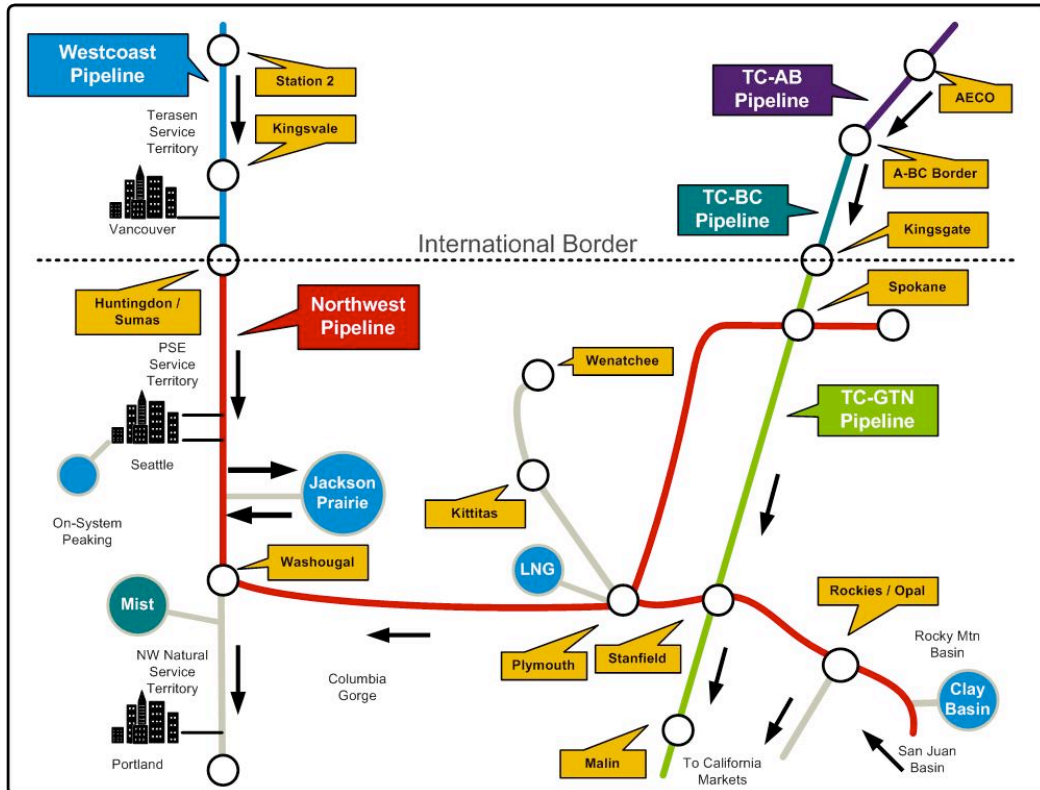 Westcoast
Pipeline
Station 2
Terasen
Service
Territory
Kingsvale
Vancouver
TC-AB
Pipeline
AECO
A-BC Border
TC-BC
Pipeline
Kingsgate
International Border
Huntingdon /
Sumas
Northwest
Pipeline
Spokane
PSE
Service
Territory
Wenatchee
TC-GTN
Pipeline
Seattle
Jackson
Prairie
Kittitas
On-System
Peaking
Washougal
LNG
Mist
Rockies / Opal
NW Natural
Service
Territory
Columbia
Gorge
Plymouth
Stanfield
Rocky Mtn
Basin
Clay
Basin
Portland
Malin
To California
Markets
San Juan
Basin